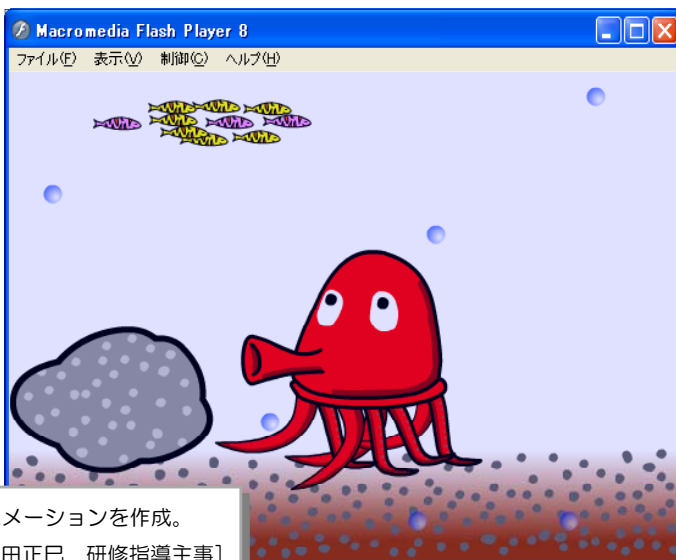 Macromedia Flash Player 8
ファイル(F) 表示(V) 制御(C) ヘルプ(H)
メーションを作成。
田正巳 研修指導主事]